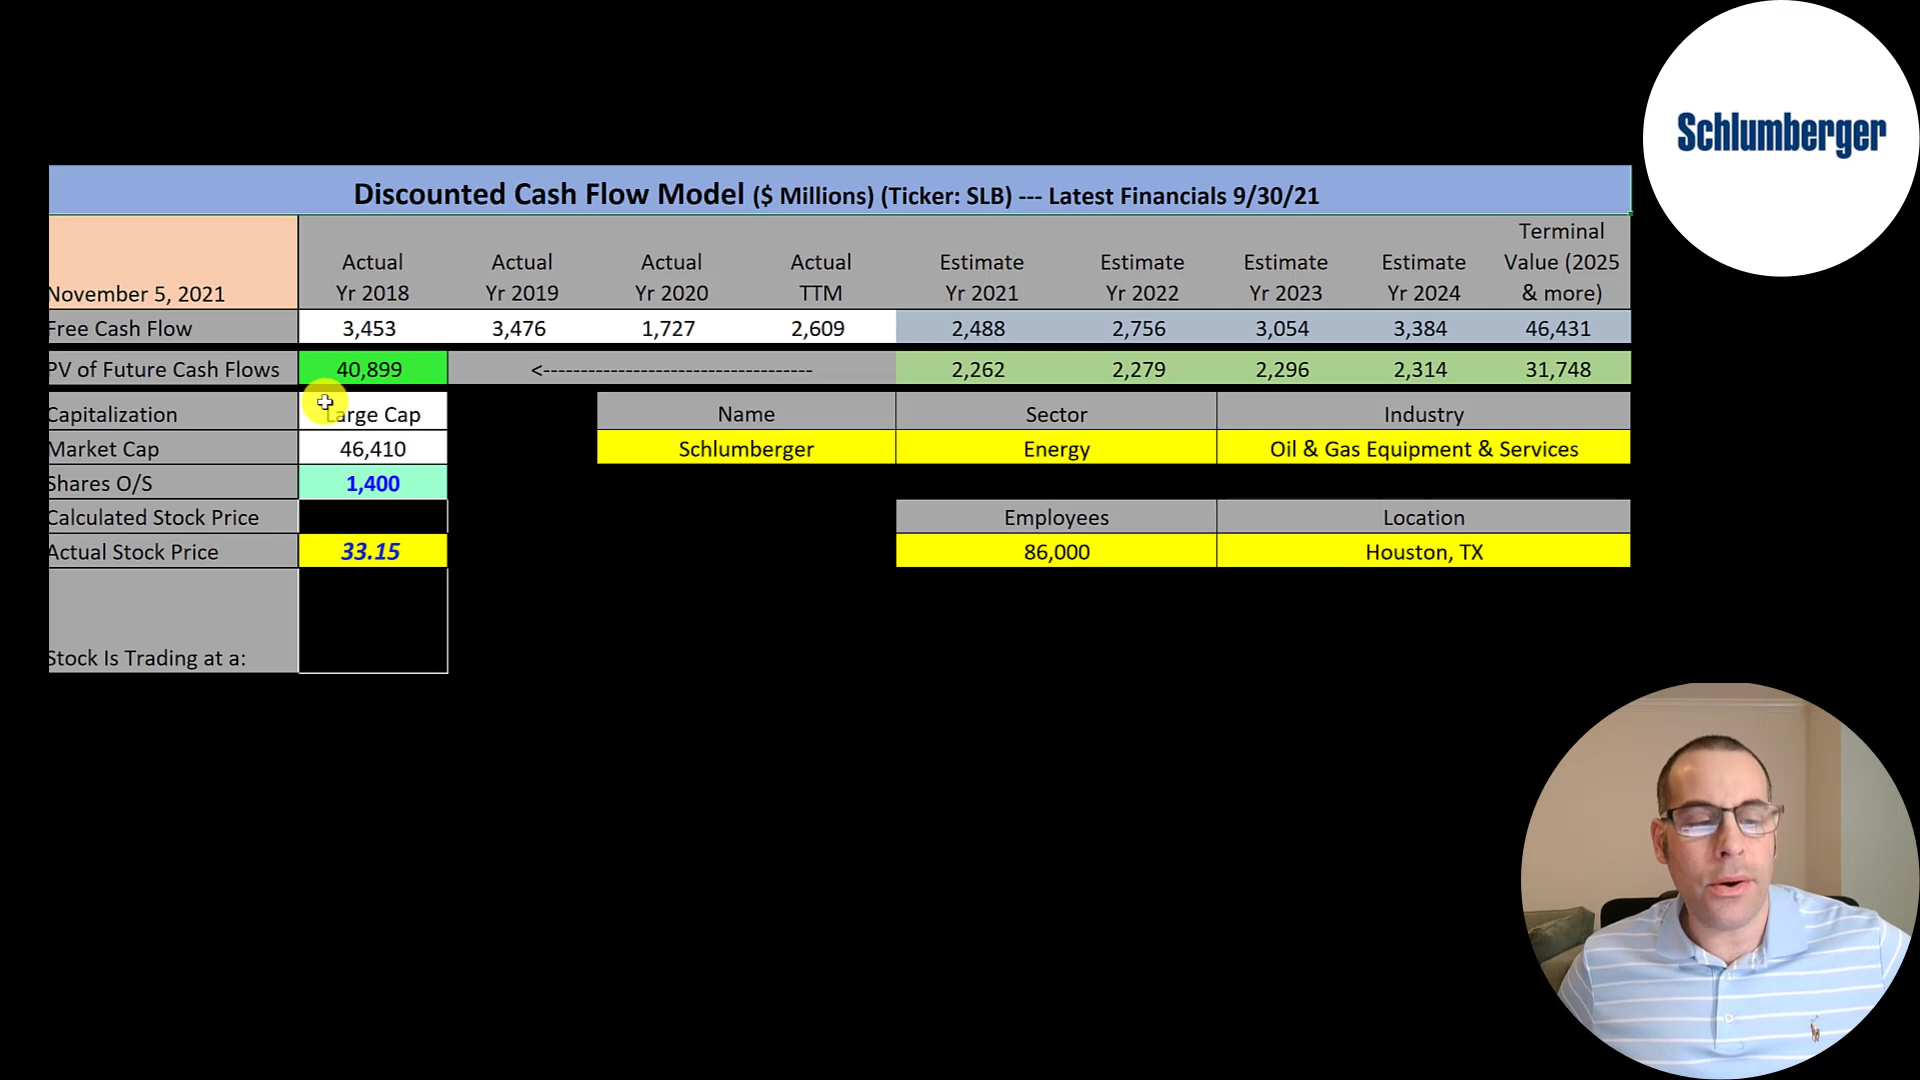 Schlumberger
Discounted Cash Flow Model ($ Millions) (Ticker: SLB) --- Latest Financials 9/30/21
November 5, 2021 Actual Yr 2018 Actual Yr 2019 Actual Yr 2020 Actual TTM Estimate Yr 2021 Estimate Yr 2022 Estimate Yr 2023 Estimate Yr 2024 Terminal Value (2025 & more)
Free Cash Flow 3,453 3,476 1,727 2,609 2,488 2,756 3,054 3,384 46,431
PV of Future Cash Flows 40,899 <------------------------------------ 2,262 2,279 2,296 2,314 31,748
Capitalization Large Cap Name Sector Industry
Market Cap 46,410 Schlumberger Energy Oil & Gas Equipment & Services
Shares O/S 1,400
Calculated Stock Price Employees Location
Actual Stock Price 33.15 86,000 Houston, TX
Stock Is Trading at a: